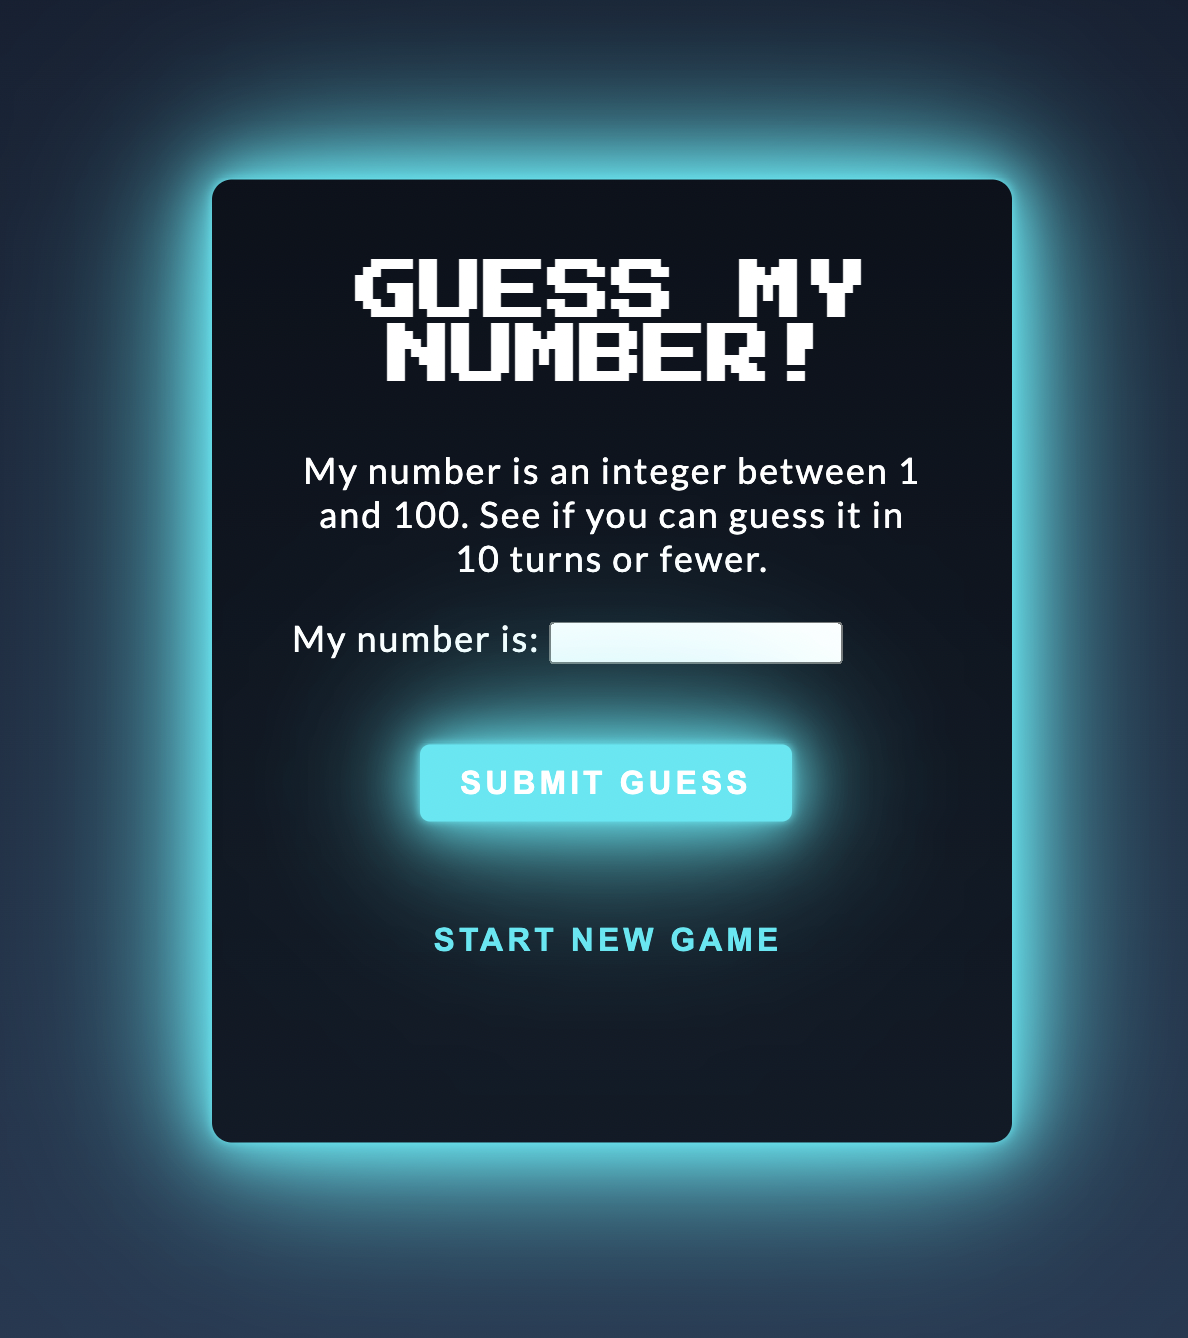 GUESS MY
NUMBER!
My number is an integer between 1
and 100. See if you can guess it in
10 turns or fewer.
My number is:
SUBMIT GUESS
START NEW GAME